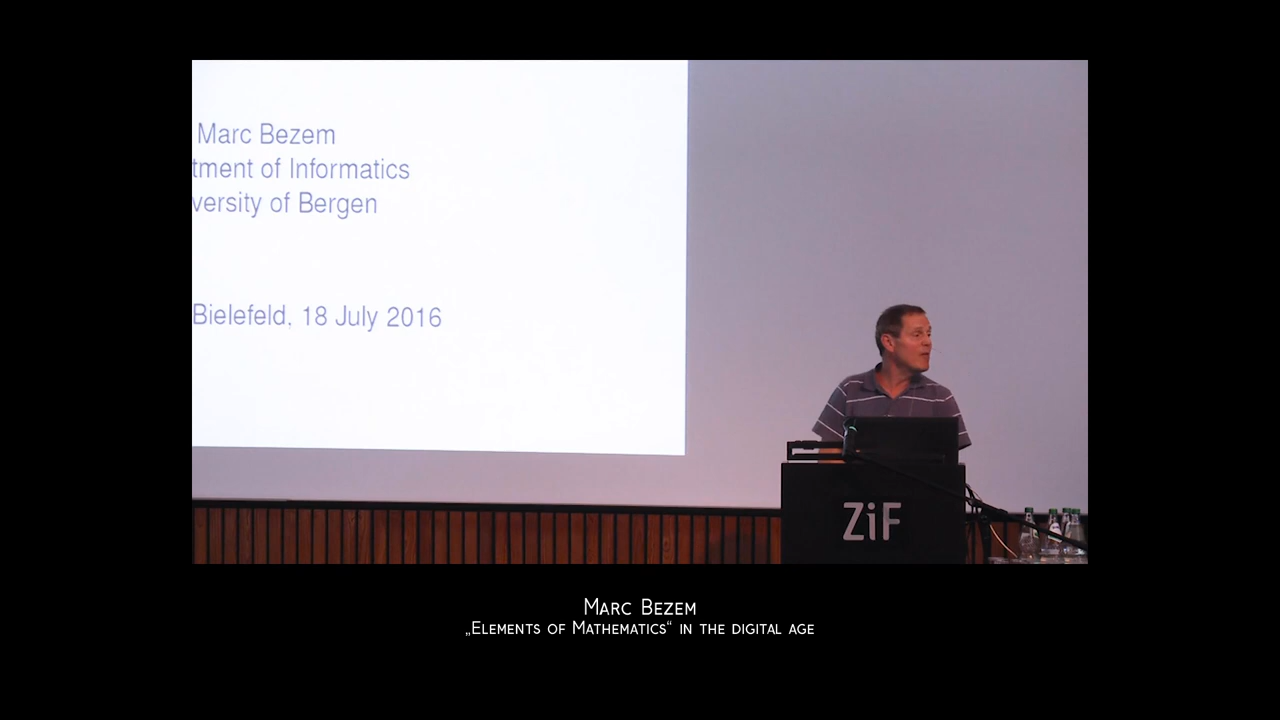 Marc Bezem
tment of Informatics
versity of Bergen
Bielefeld, 18 July 2016
ZiF
Marc Bezem
„Elements of Mathematics“ in the digital age